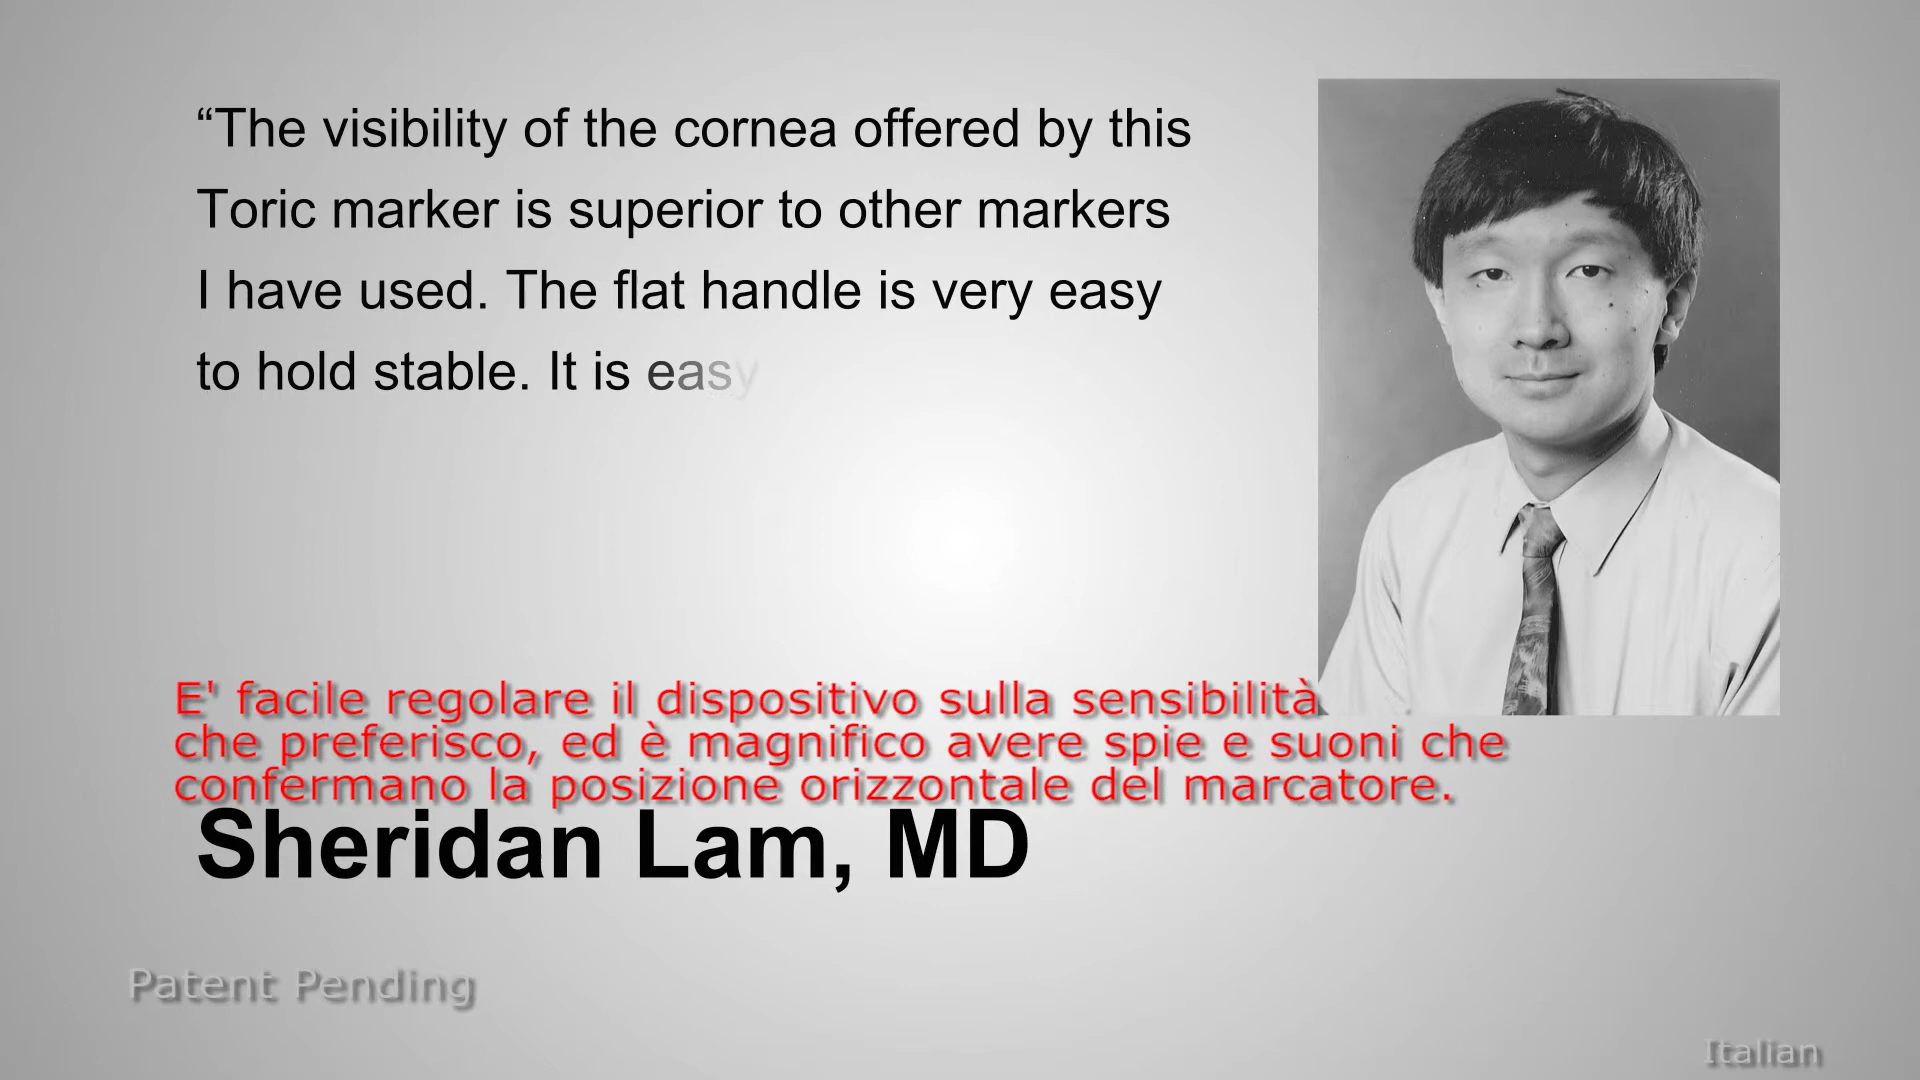 “The visibility of the cornea offered by this
Toric marker is superior to other markers
I have used. The flat handle is very easy
to hold stable. It is easy
E' facile regolare il dispositivo sulla sensibilità
che preferisco, ed è magnifico avere spie e suoni che
confermano la posizione orizzontale del marcatore.
Sheridan Lam, MD
Patent Pending
Italian